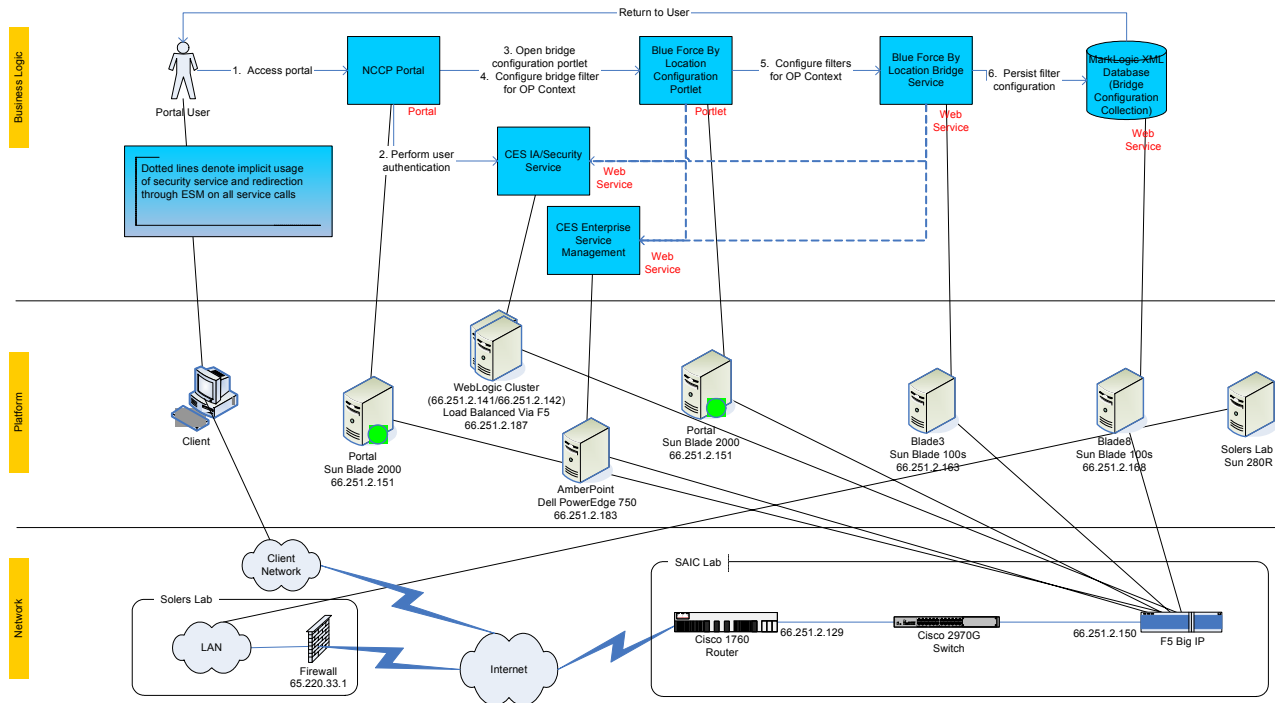 Business Logic
Return to User
Portal User
1. Access portal
NCCP Portal
Portal
3. Open bridge
configuration portlet
4. Configure bridge filter
for OP Context
Blue Force By
Location
Configuration
Portlet
Portlet
5. Configure filters
for OP Context
Blue Force By
Location Bridge
Service
Web
Service
6. Persist filter
configuration
MarkLogic XML
Database
(Bridge
Configuration
Collection)
Web
Service
Dotted lines denote implicit usage
of security service and redirection
through ESM on all service calls
2. Perform user
authentication
CES IA/Security
Service
Web
Service
CES Enterprise
Service
Management
Web
Service
Platform
Client
Portal
Sun Blade 2000
66.251.2.151
WebLogic Cluster
(66.251.2.141/66.251.2.142)
Load Balanced Via F5
66.251.2.187
AmberPoint
Dell PowerEdge 750
66.251.2.183
Portal
Sun Blade 2000
66.251.2.151
Blade3
Sun Blade 100s
66.251.2.163
Blade8
Sun Blade 100s
66.251.2.168
Solers Lab
Sun 280R
Network
Client
Network
Solers Lab
LAN
Firewall
65.220.33.1
Internet
SAIC Lab
Cisco 1760
Router
66.251.2.129
Cisco 2970G
Switch
66.251.2.150
F5 Big IP